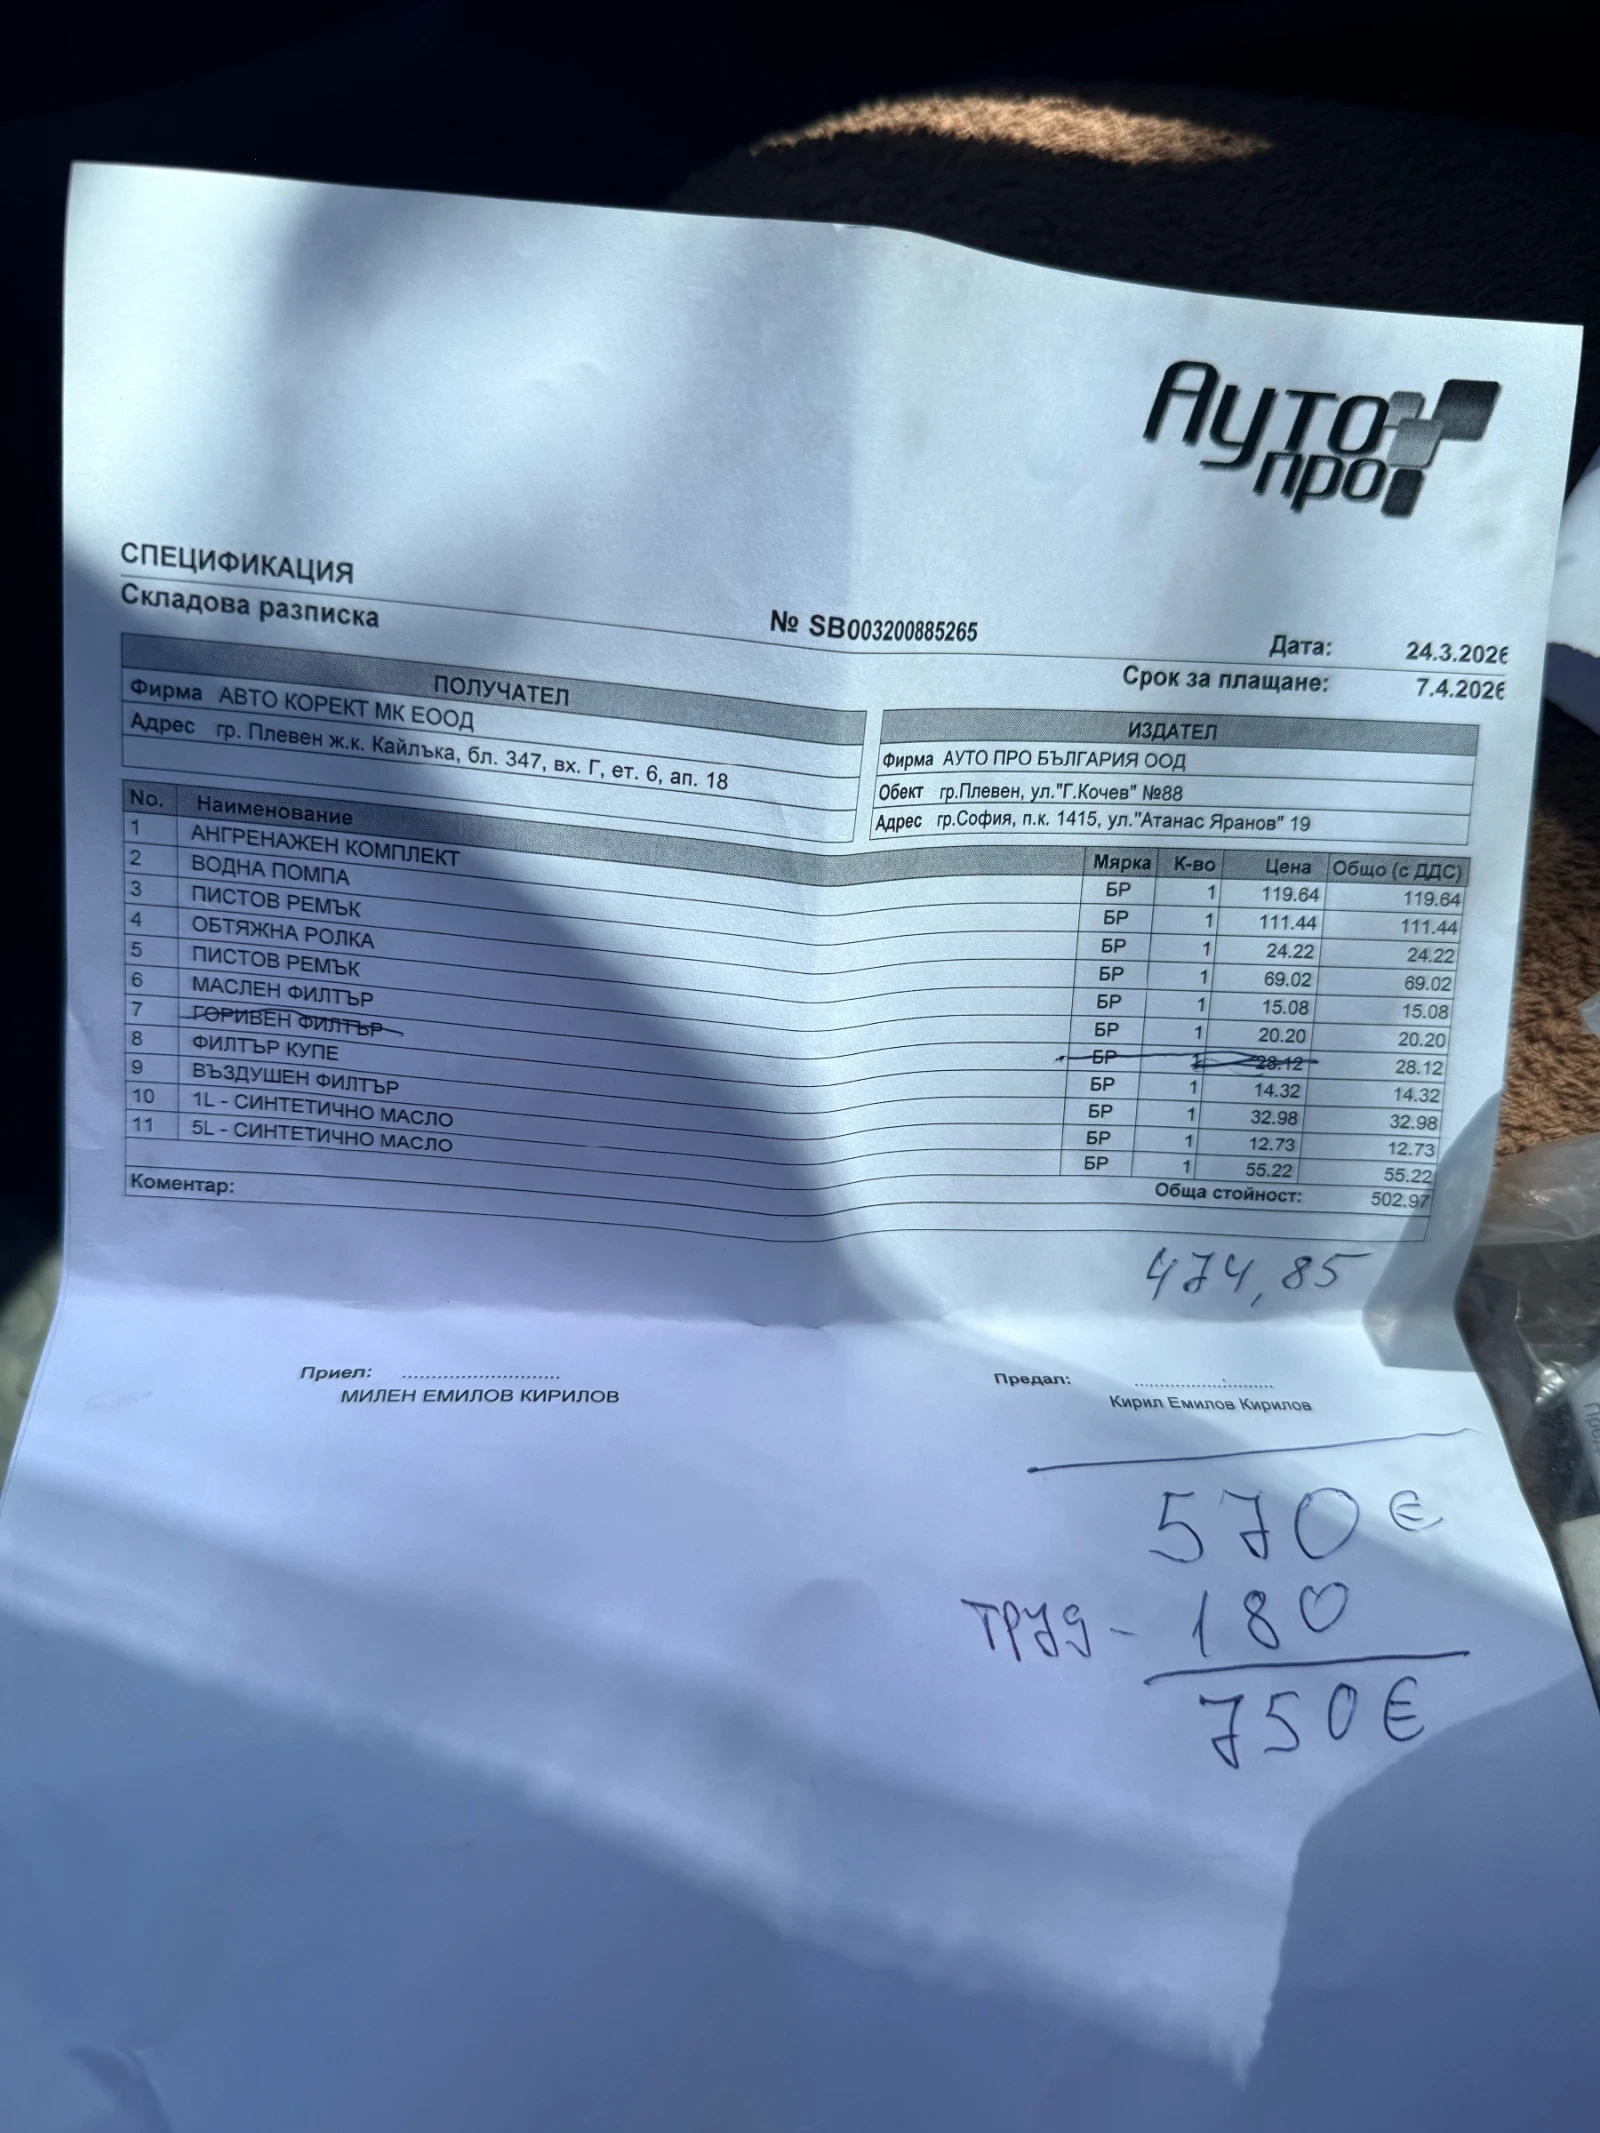 Ауто
про
СПЕЦИФИКАЦИЯ
Складова разписка № SB003200885265 Дата: 24.3.2026
Срок за плащане: 7.4.2026
ПОЛУЧАТЕЛ
Фирма АВТО КОРЕКТ МК ЕООД
Адрес гр. Плевен ж.к. Кайлъка, бл. 347, вх. Г, ет. 6, ап. 18
ИЗДАТЕЛ
Фирма АУТО ПРО БЪЛГАРИЯ ООД
Обект гр.Плевен, ул."Г.Кочев" №88
Адрес гр.София, п.к. 1415, ул."Атанас Яранов" 19
No. Наименование Мярка К-во Цена Общо (с ДДС)
1 АНГРЕНАЖЕН КОМПЛЕКТ БР 1 119.64 119.64
2 ВОДНА ПОМПА БР 1 111.44 111.44
3 ПИСТОВ РЕМЪК БР 1 24.22 24.22
4 ОБТЯЖНА РОЛКА БР 1 69.02 69.02
5 ПИСТОВ РЕМЪК БР 1 15.08 15.08
6 МАСЛЕН ФИЛТЪР БР 1 20.20 20.20
7 ГОРИВЕН ФИЛТЪР БР 1 28.12 28.12
8 ФИЛТЪР КУПЕ БР 1 14.32 14.32
9 ВЪЗДУШЕН ФИЛТЪР БР 1 32.98 32.98
10 1L - СИНТЕТИЧНО МАСЛО БР 1 12.73 12.73
11 5L - СИНТЕТИЧНО МАСЛО БР 1 55.22 55.22
Обща стойност: 502.97
Коментар:
474,85
Приел: ............................ Предал: ............................
МИЛЕН ЕМИЛОВ КИРИЛОВ Кирил Емилов Кирилов
570 €
ТРУД - 180
750 €